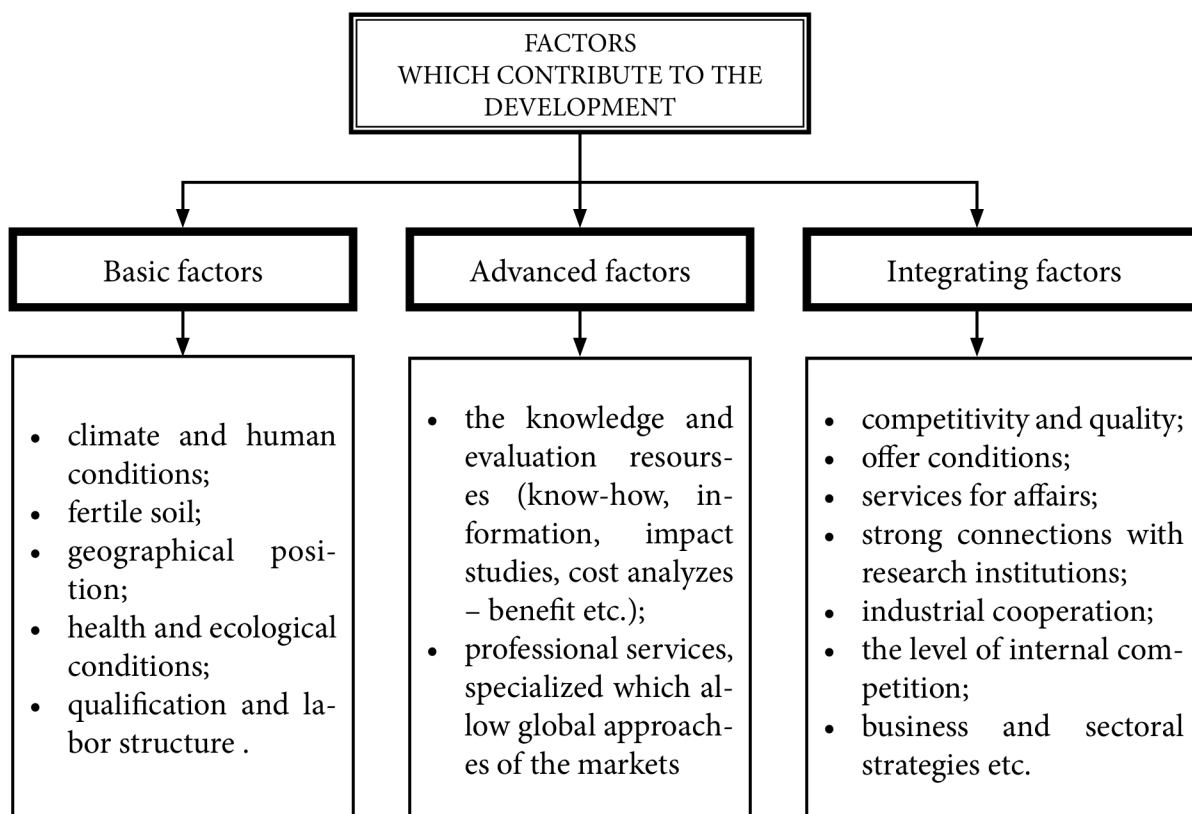 FACTORS
WHICH CONTRIBUTE TO THE
DEVELOPMENT
Basic factors
Advanced factors
Integrating factors
• climate and human
conditions;
• fertile soil;
• geographical posi-
tion;
• health and ecological
conditions;
• qualification and la-
bor structure .
• the knowledge and
evaluation resours-
es (know-how, in-
formation, impact
studies, cost analyzes
– benefit etc.);
• professional services,
specialized which al-
low global approach-
es of the markets
• competitivity and quality;
• offer conditions;
• services for affairs;
• strong connections with
research institutions;
• industrial cooperation;
• the level of internal com-
petition;
• business and sectoral
strategies etc.